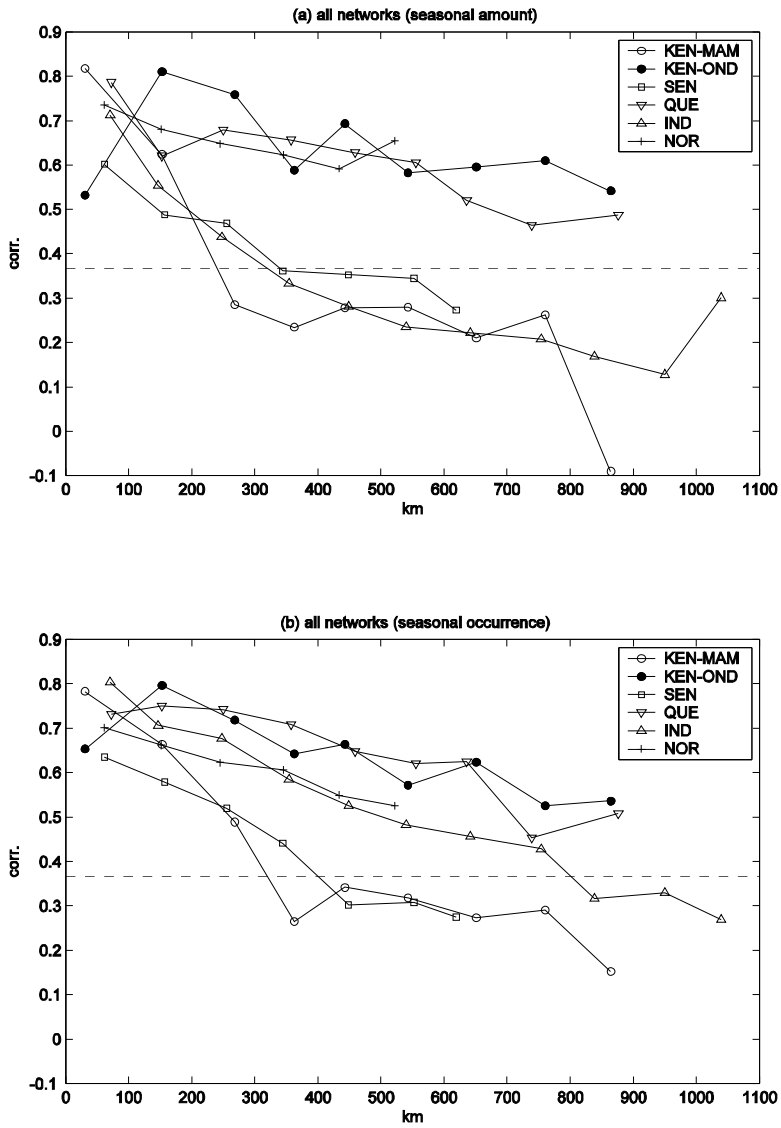 (a) all networks (seasonal amount)
0.9
0.8
0.7
0.6
0.5
0.4
0.3
0.2
0.1
0
-0.1
corr.
KEN-MAM
KEN-OND
SEN
QUE
IND
NOR
0 100 200 300 400 500 600 700 800 900 1000 1100
km
(b) all networks (seasonal occurrence)
0.9
0.8
0.7
0.6
0.5
0.4
0.3
0.2
0.1
0
-0.1
corr.
KEN-MAM
KEN-OND
SEN
QUE
IND
NOR
0 100 200 300 400 500 600 700 800 900 1000 1100
km